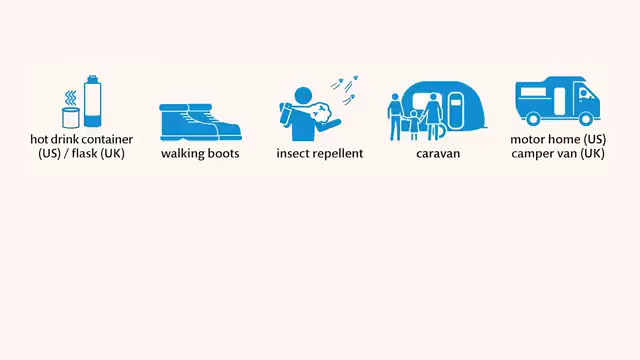 hot drink container
(US) / flask (UK)
walking boots
insect repellent
caravan
motor home (US)
camper van (UK)